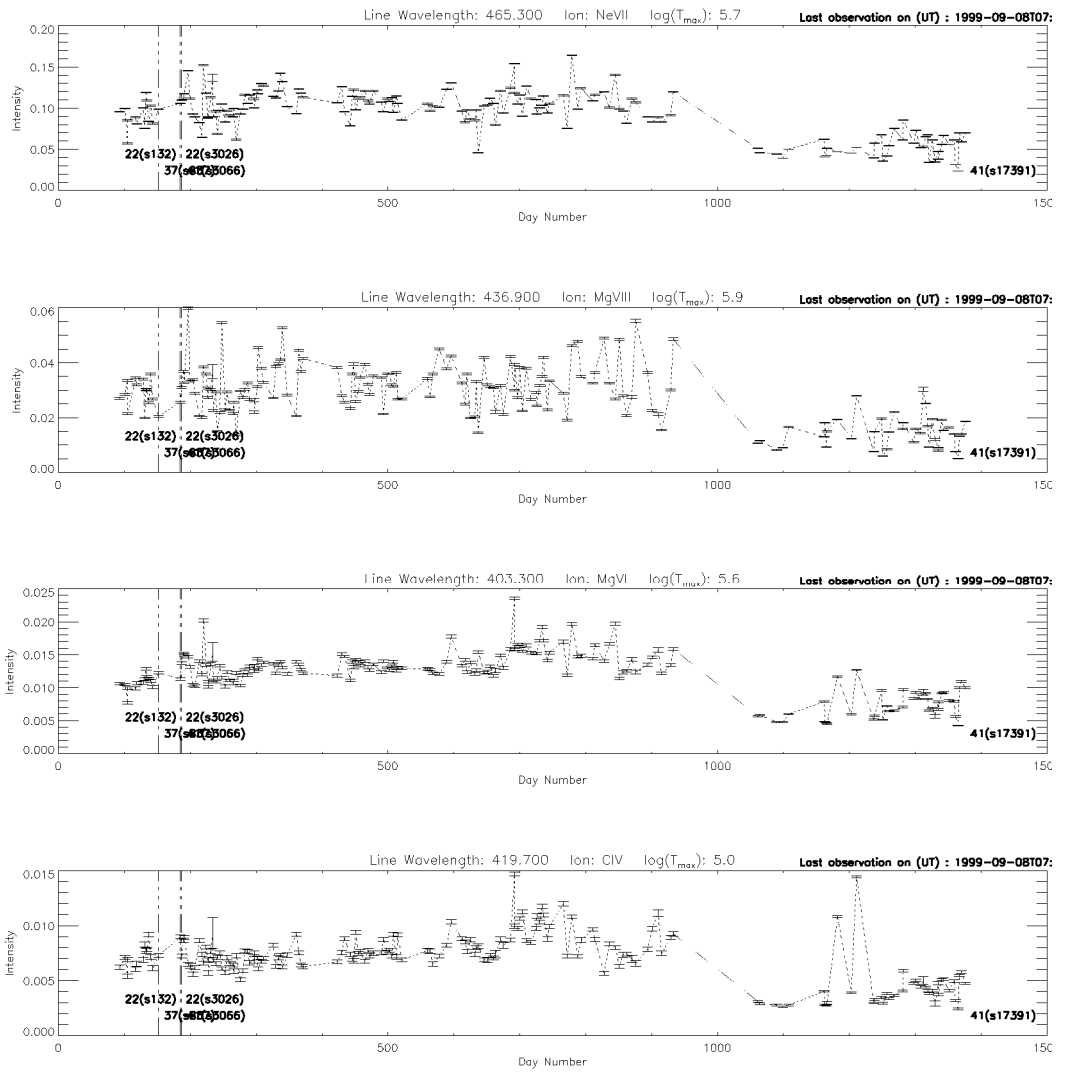 Line Wavelength: 465.300 Ion: NeVII log(Tmax): 5.7
Last observation on (UT) : 1999-09-08T07:
0.20
0.15
0.10
0.05
0.00
Intensity
22(s132)
22(s3026)
41(s17391)
0
500
1000
150
Day Number
Line Wavelength: 436.900 Ion: MgVIII log(Tmax): 5.9
Last observation on (UT) : 1999-09-08T07:
0.06
0.04
0.02
0.00
Intensity
22(s132)
22(s3026)
41(s17391)
0
500
1000
150
Day Number
Line Wavelength: 403.300 Ion: MgVI log(Tmax): 5.6
Last observation on (UT) : 1999-09-08T07:
0.025
0.020
0.015
0.010
0.005
0.000
Intensity
22(s132)
22(s3026)
41(s17391)
0
500
1000
150
Day Number
Line Wavelength: 419.700 Ion: CIV log(Tmax): 5.0
Last observation on (UT) : 1999-09-08T07:
0.015
0.010
0.005
0.000
Intensity
22(s132)
22(s3026)
41(s17391)
0
500
1000
150
Day Number